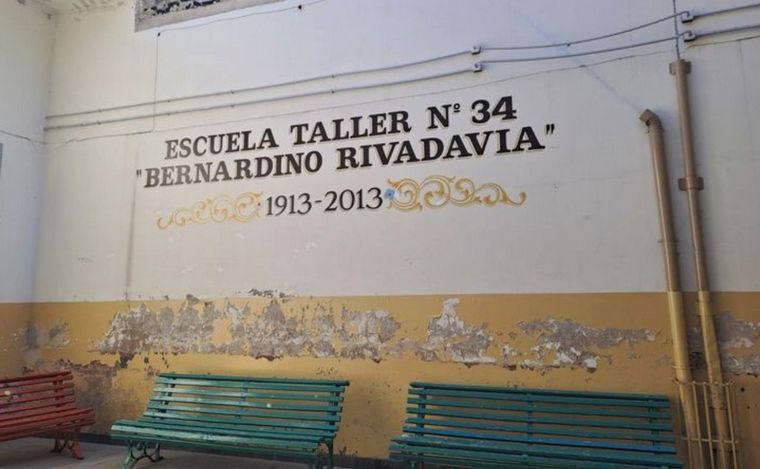 ESCUELA TALLER Nº 34
"BERNARDINO RIVADAVIA"
1913-2013